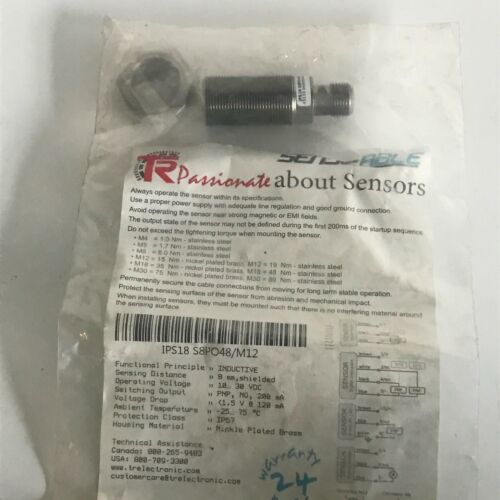 SENSORABLE
TR Passionate about Sensors
Always operate the sensor within its specifications.
Use a proper power supply with adequate line regulation and good ground connection.
Avoid operating the sensor near strong magnetic or EMI fields.
The output state of the sensor may not be defined during the first 200ms of the startup sequence.
Do not exceed the tightening torque when mounting the sensor.
• M4 = 1.0 Nm - stainless steel
• M5 = 1.7 Nm - stainless steel
• M8 = 8.0 Nm - stainless steel
• M12 = 15 Nm - nickel plated brass, M12 = 19 Nm - stainless steel
• M18 = 35 Nm - nickel plated brass, M18 = 48 Nm - stainless steel
• M30 = 75 Nm - nickel plated brass, M30 = 89 Nm - stainless steel
Permanently secure the cable connections from moving for long term stable operation.
Protect the sensing surface of the sensor from abrasion and mechanical impact.
When installing sensors, they must be mounted such that there is no interfering material around
the sensing surface.
IPS18 S8PO48/M12
Functional Principle = INDUCTIVE
Sensing Distance = 8 mm,shielded
Operating Voltage = 10. 30 VDC
Switching Output = PNP, NO, 200 mA
Voltage Drop = <1.5 V @ 120 mA
Ambient Temperature = -25 75 °C
Protection Class = IP67
Housing Material = Nickle Plated Brass
Technical Assistance
Canada: 800-265-9483
USA: 800-709-3300
www.trelectronic.com
customercare@trelectronic.com
warranty
24
SENSOR
SENSOR
SENSOR
SENSOR